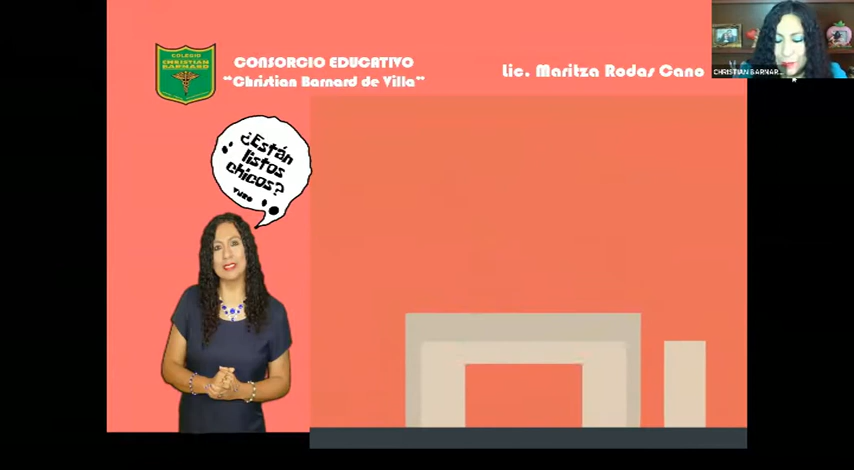 COLEGIO
CHRISTIAN
BARNARD
CONSORCIO EDUCATIVO
“Christian Barnard de Villa”
Lic. Maritza Rodas Cano
CHRISTIAN BARNAR...
¿Están
listos
chicos?